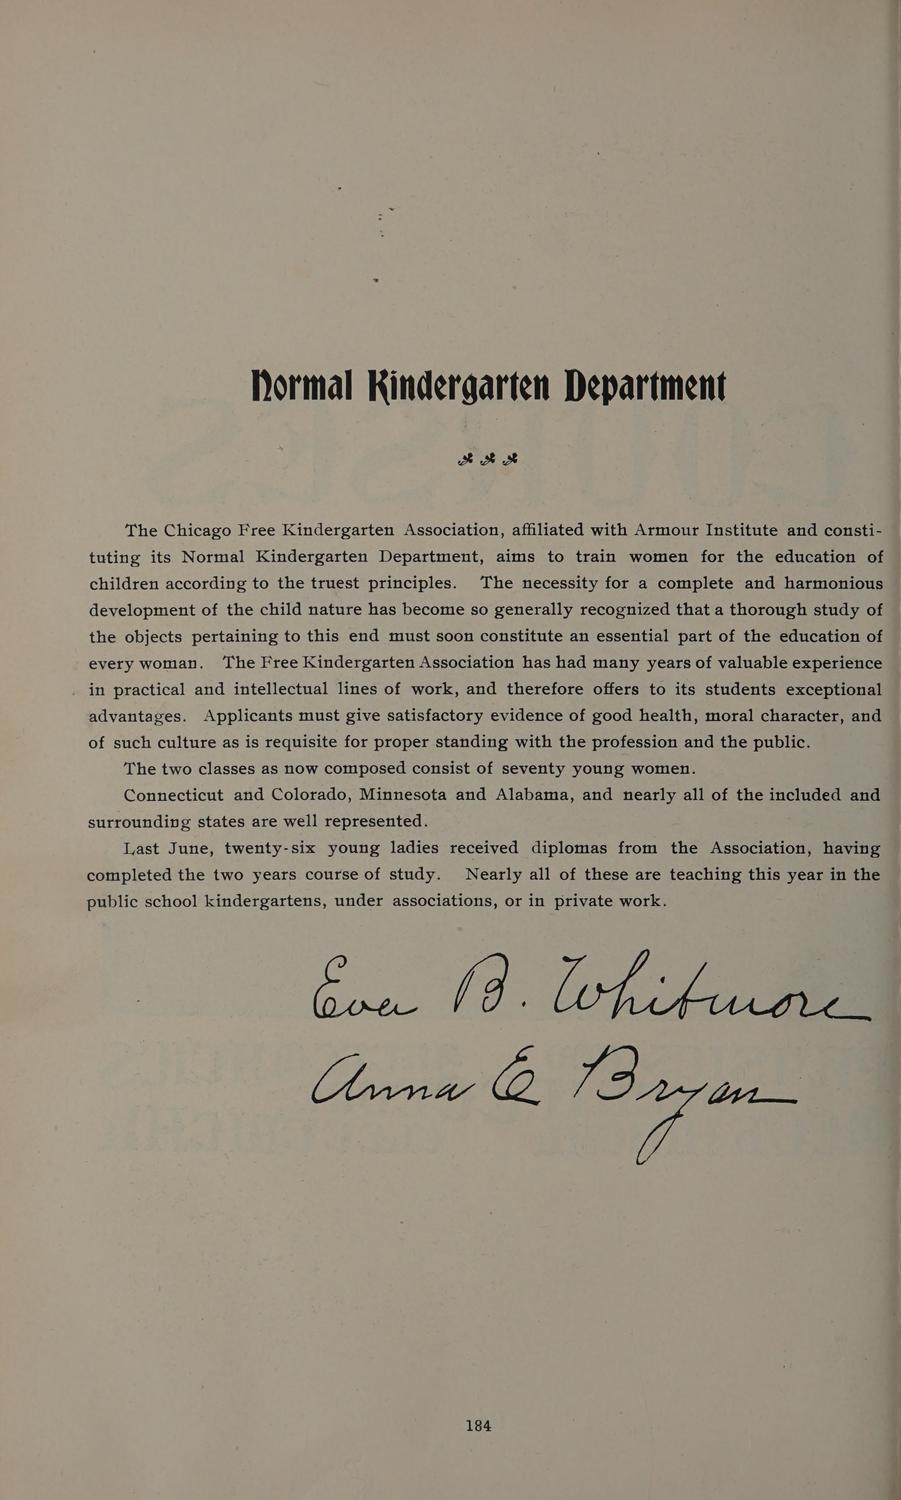 Normal Kindergarten Department
The Chicago Free Kindergarten Association, affiliated with Armour Institute and consti-
tuting its Normal Kindergarten Department, aims to train women for the education of
children according to the truest principles. The necessity for a complete and harmonious
development of the child nature has become so generally recognized that a thorough study of
the objects pertaining to this end must soon constitute an essential part of the education of
every woman. The Free Kindergarten Association has had many years of valuable experience
in practical and intellectual lines of work, and therefore offers to its students exceptional
advantages. Applicants must give satisfactory evidence of good health, moral character, and
of such culture as is requisite for proper standing with the profession and the public.
The two classes as now composed consist of seventy young women.
Connecticut and Colorado, Minnesota and Alabama, and nearly all of the included and
surrounding states are well represented.
Last June, twenty-six young ladies received diplomas from the Association, having
completed the two years course of study. Nearly all of these are teaching this year in the
public school kindergartens, under associations, or in private work.
Eva B. Whitmore
Anna E Bryan
184